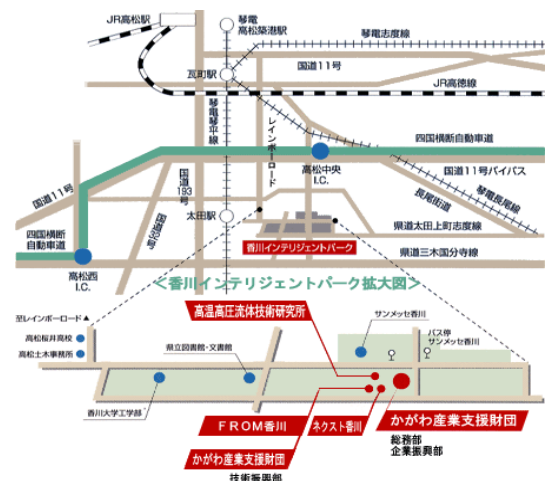 JR高松駅
琴電
高松築港駅
琴電志度線
国道11号
瓦町駅
JR高徳線
琴電琴平線
レインボーロード
四国横断自動車道
高松中央
I.C.
国道11号バイパス
国道11号
国道193号
長尾街道
琴電長尾線
国道32号
太田駅
県道太田上町志度線
四国横断
自動車道
香川インテリジェントパーク
県道三木国分寺線
高松西
I.C.
＜香川インテリジェントパーク拡大図＞
高温高圧流体技術研究所
至レインボーロード▲
サンメッセ香川
高松桜井高校
バス停
サンメッセ香川
高松土木事務所
県立図書館・文書館
香川大学工学部
FROM香川
ネクスト香川
かがわ産業支援財団
総務部
企業振興部
かがわ産業支援財団
技術振興部